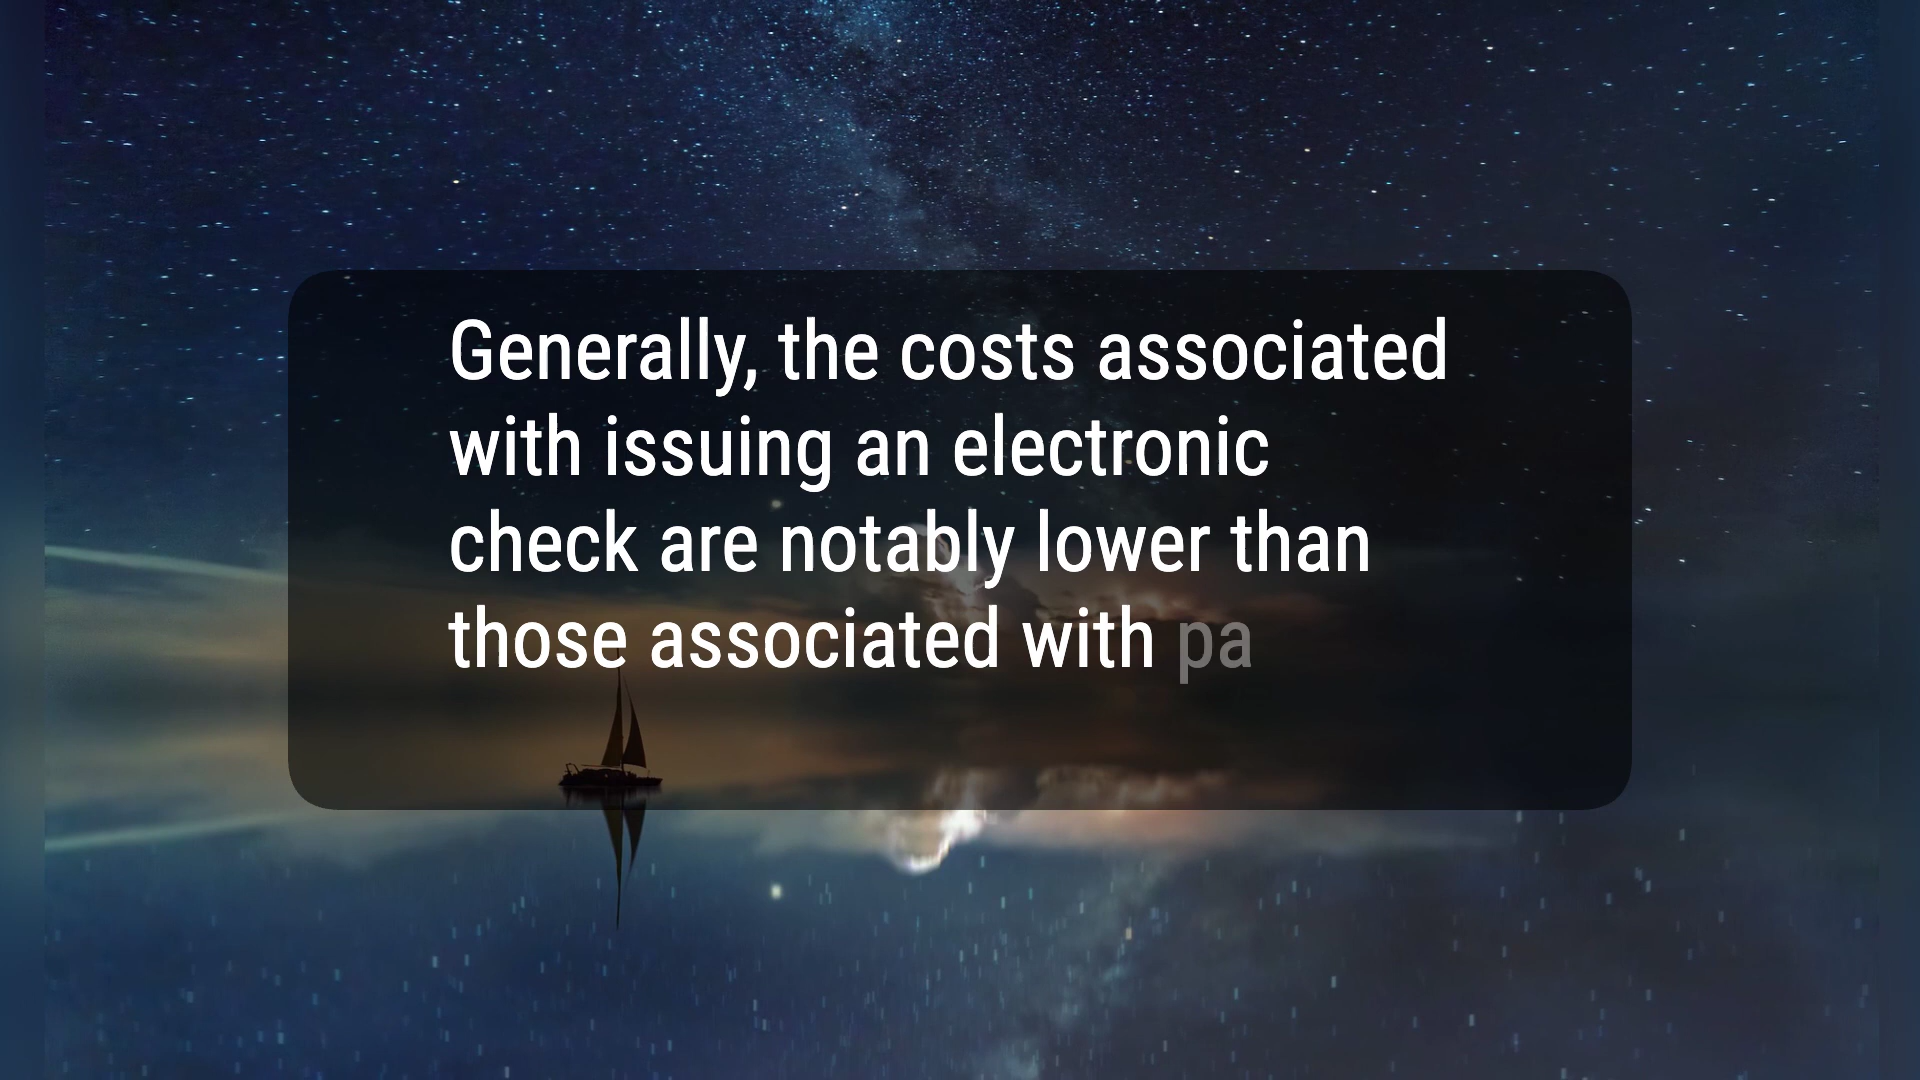 Generally, the costs associated
with issuing an electronic
check are notably lower than
those associated with pa